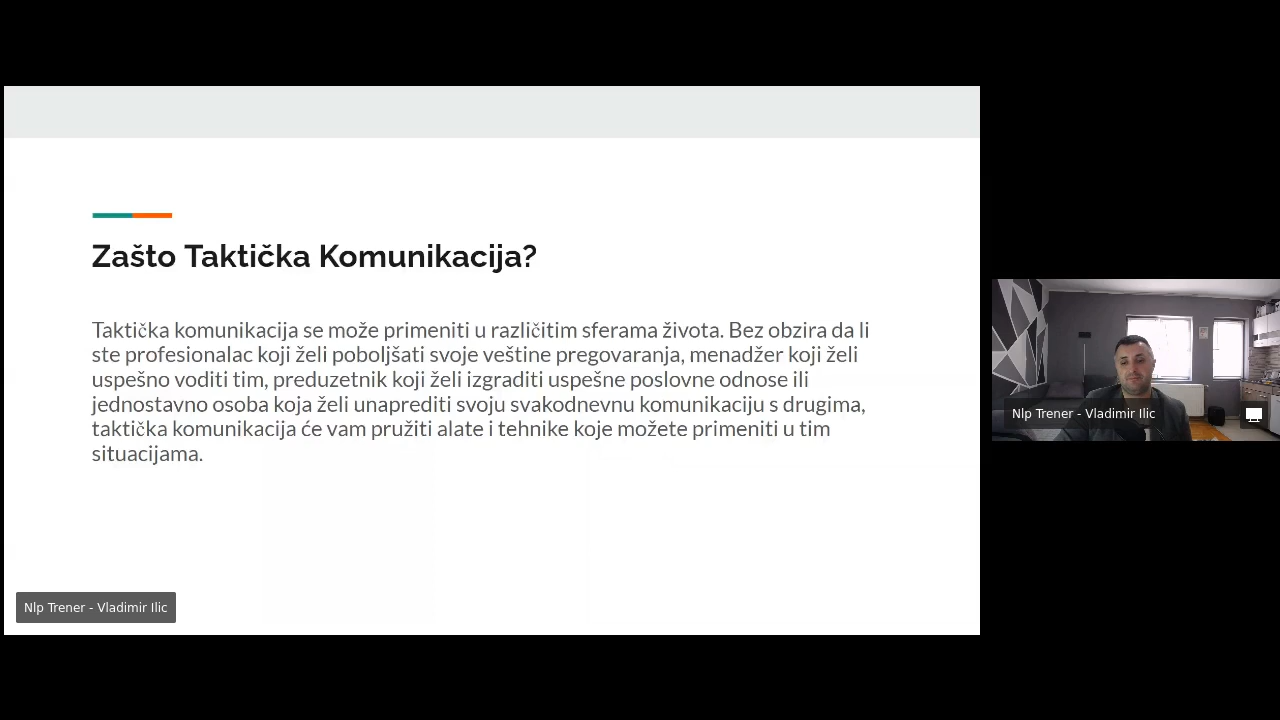 Zašto Taktička Komunikacija?
Taktička komunikacija se može primeniti u različitim sferama života. Bez obzira da li
ste profesionalac koji želi poboljšati svoje veštine pregovaranja, menadžer koji želi
uspešno voditi tim, preduzetnik koji želi izgraditi uspešne poslovne odnose ili
jednostavno osoba koja želi unaprediti svoju svakodnevnu komunikaciju s drugima,
taktička komunikacija će vam pružiti alate i tehnike koje možete primeniti u tim
situacijama.
Nlp Trener - Vladimir Ilic
Nlp Trener - Vladimir Ilic